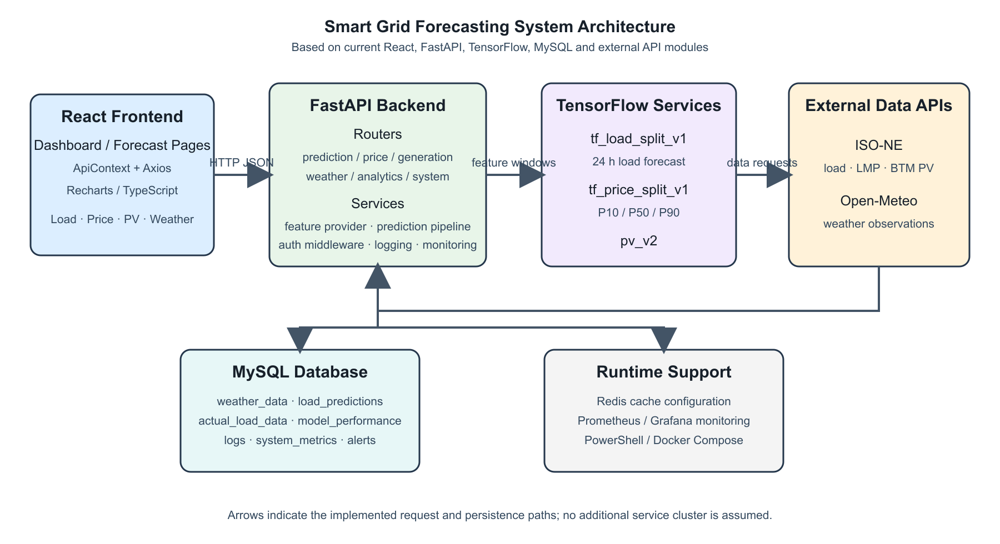 Smart Grid Forecasting System Architecture
Based on current React, FastAPI, TensorFlow, MySQL and external API modules
React Frontend
Dashboard / Forecast Pages
ApiContext + Axios
Recharts / TypeScript
Load · Price · PV · Weather
HTTP JSON
FastAPI Backend
Routers
prediction / price / generation
weather / analytics / system
Services
feature provider · prediction pipeline
auth middleware · logging · monitoring
feature windows
TensorFlow Services
tf_load_split_v1
24 h load forecast
tf_price_split_v1
P10 / P50 / P90
pv_v2
data requests
External Data APIs
ISO-NE
load · LMP · BTM PV
Open-Meteo
weather observations
MySQL Database
weather_data · load_predictions
actual_load_data · model_performance
logs · system_metrics · alerts
Runtime Support
Redis cache configuration
Prometheus / Grafana monitoring
PowerShell / Docker Compose
Arrows indicate the implemented request and persistence paths; no additional service cluster is assumed.